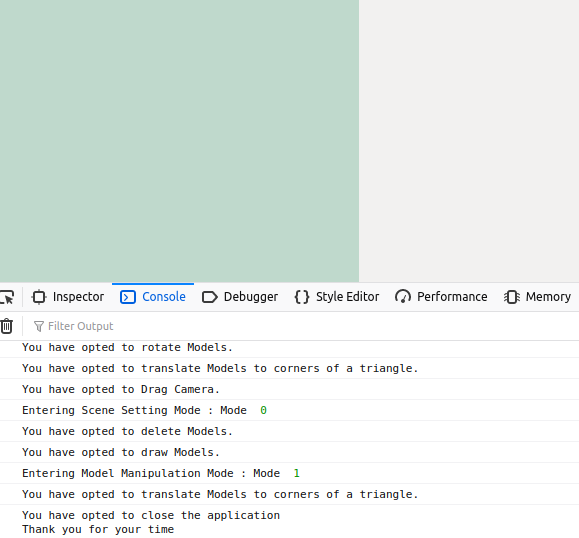 Inspector Console Debugger Style Editor Performance Memory
Filter Output
You have opted to rotate Models.
You have opted to translate Models to corners of a triangle.
You have opted to Drag Camera.
Entering Scene Setting Mode : Mode 0
You have opted to delete Models.
You have opted to draw Models.
Entering Model Manipulation Mode : Mode 1
You have opted to translate Models to corners of a triangle.
You have opted to close the application
Thank you for your time